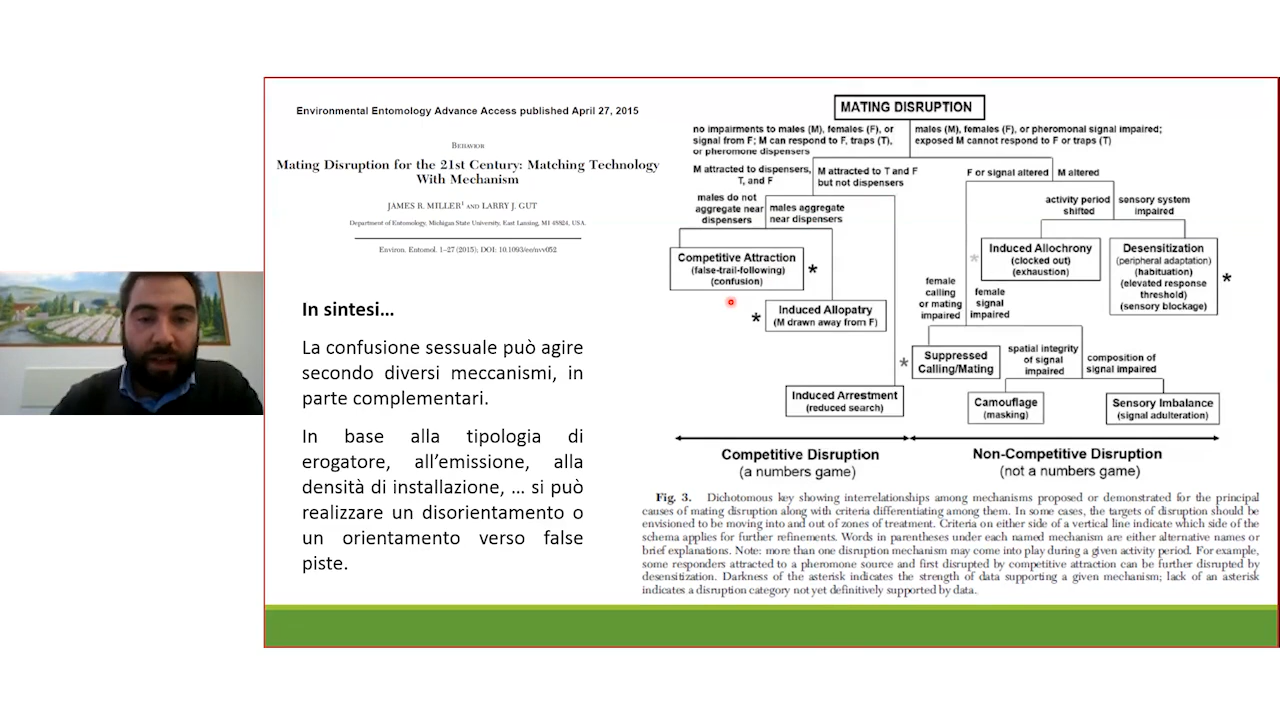 Environmental Entomology Advance Access published April 27, 2015
BEHAVIOR
Mating Disruption for the 21st Century: Matching Technology
With Mechanism
JAMES R. MILLER¹ AND LARRY J. GUT
Department of Entomology, Michigan State University, East Lansing, MI 48824, USA.
Environ. Entomol. 1–27 (2015); DOI: 10.1093/ee/nvv052
In sintesi…
La confusione sessuale può agire
secondo diversi meccanismi, in
parte complementari.
In base alla tipologia di
erogatore, all’emissione, alla
densità di installazione, … si può
realizzare un disorientamento o
un orientamento verso false
piste.
MATING DISRUPTION
no impairments to males (M), females (F), or
signal from F; M can respond to F, traps (T),
or pheromone dispensers
males (M), females (F), or pheromonal signal impaired;
exposed M cannot respond to F or traps (T)
M attracted to dispensers,
T, and F
M attracted to T and F
but not dispensers
F or signal altered
M altered
males do not
aggregate near
dispensers
males aggregate
near dispensers
activity period
shifted
sensory system
impaired
Competitive Attraction
(false-trail-following)
(confusion)
*
Induced Allopatry
(M drawn away from F)
*
Induced Arrestment
(reduced search)
*
Induced Allochrony
(clocked out)
(exhaustion)
Desensitization
(peripheral adaptation)
(habituation)
(elevated response
threshold)
(sensory blockage)
*
female
calling
or mating
impaired
female
signal
impaired
*
Suppressed
Calling/Mating
spatial integrity
of signal
impaired
composition of
signal impaired
Camouflage
(masking)
Sensory Imbalance
(signal adulteration)
Competitive Disruption
(a numbers game)
Non-Competitive Disruption
(not a numbers game)
Fig. 3. Dichotomous key showing interrelationships among mechanisms proposed or demonstrated for the principal
causes of mating disruption along with criteria differentiating among them. In some cases, the targets of disruption should be
envisioned to be moving into and out of zones of treatment. Criteria on either side of a vertical line indicate which side of the
schema applies for further refinements. Words in parentheses under each named mechanism are either alternative names or
brief explanations. Note: more than one disruption mechanism may come into play during a given activity period. For example,
some responders attracted to a pheromone source and first disrupted by competitive attraction can be further disrupted by
desensitization. Darkness of the asterisk indicates the strength of data supporting a given mechanism; lack of an asterisk
indicates a disruption category not yet definitively supported by data.